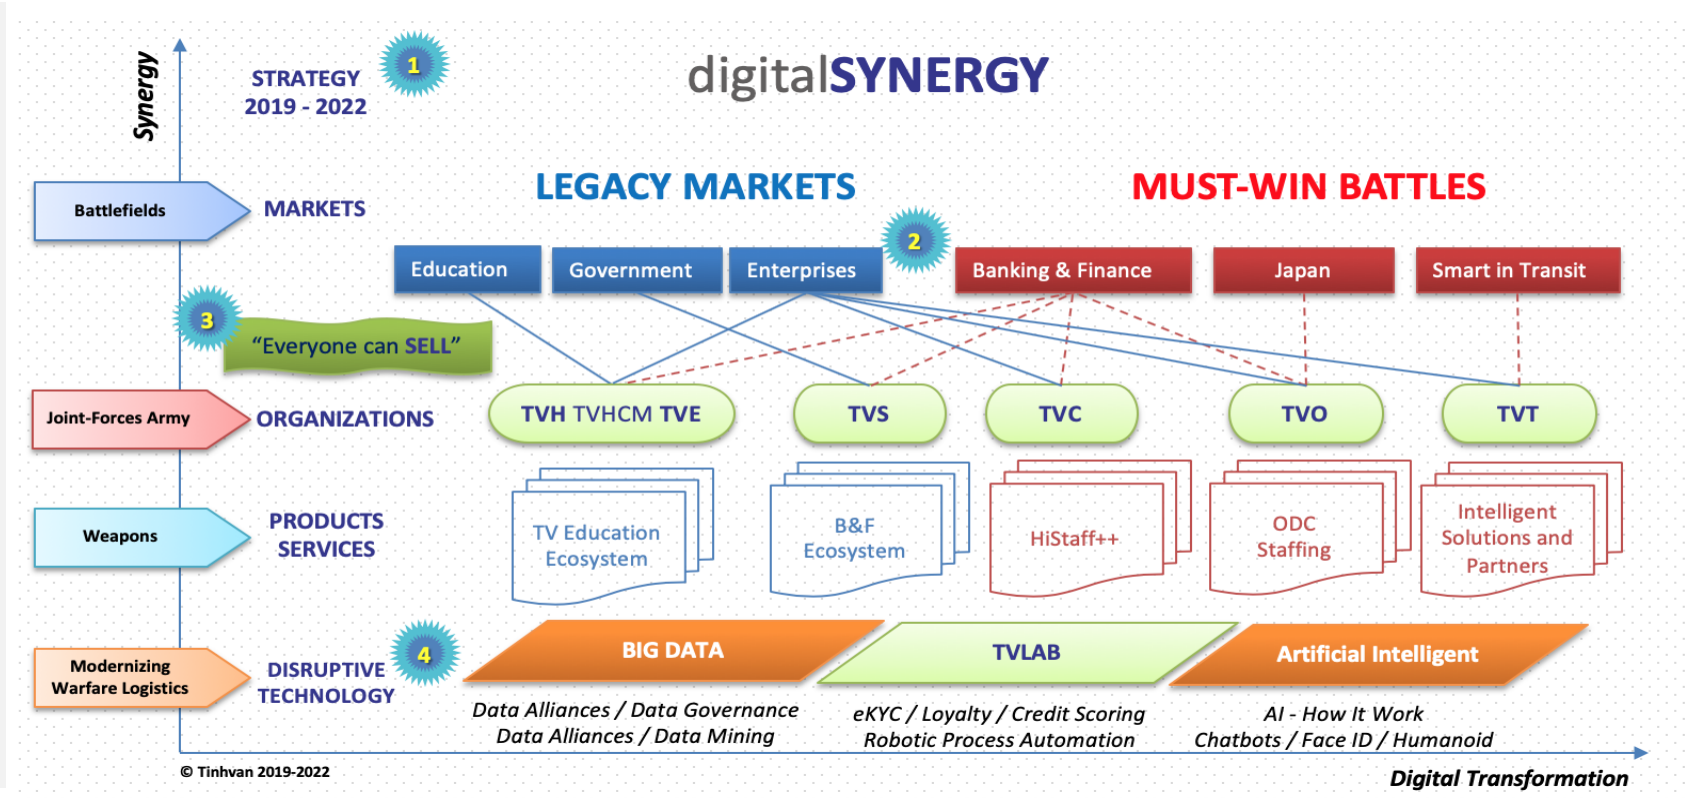 Synergy
STRATEGY
2019 - 2022
1
digitalSYNERGY
Battlefields
MARKETS
LEGACY MARKETS
MUST-WIN BATTLES
2
Education
Government
Enterprises
Banking & Finance
Japan
Smart in Transit
3
“Everyone can SELL”
Joint-Forces Army
ORGANIZATIONS
TVH TVHCM TVE
TVS
TVC
TVO
TVT
Weapons
PRODUCTS
SERVICES
TV Education
Ecosystem
B&F
Ecosystem
HiStaff++
ODC
Staffing
Intelligent
Solutions and
Partners
Modernizing
Warfare Logistics
DISRUPTIVE
TECHNOLOGY
4
BIG DATA
TVLAB
Artificial Intelligent
Data Alliances / Data Governance
Data Alliances / Data Mining
eKYC / Loyalty / Credit Scoring
Robotic Process Automation
AI - How It Work
Chatbots / Face ID / Humanoid
© Tinhvan 2019-2022
Digital Transformation